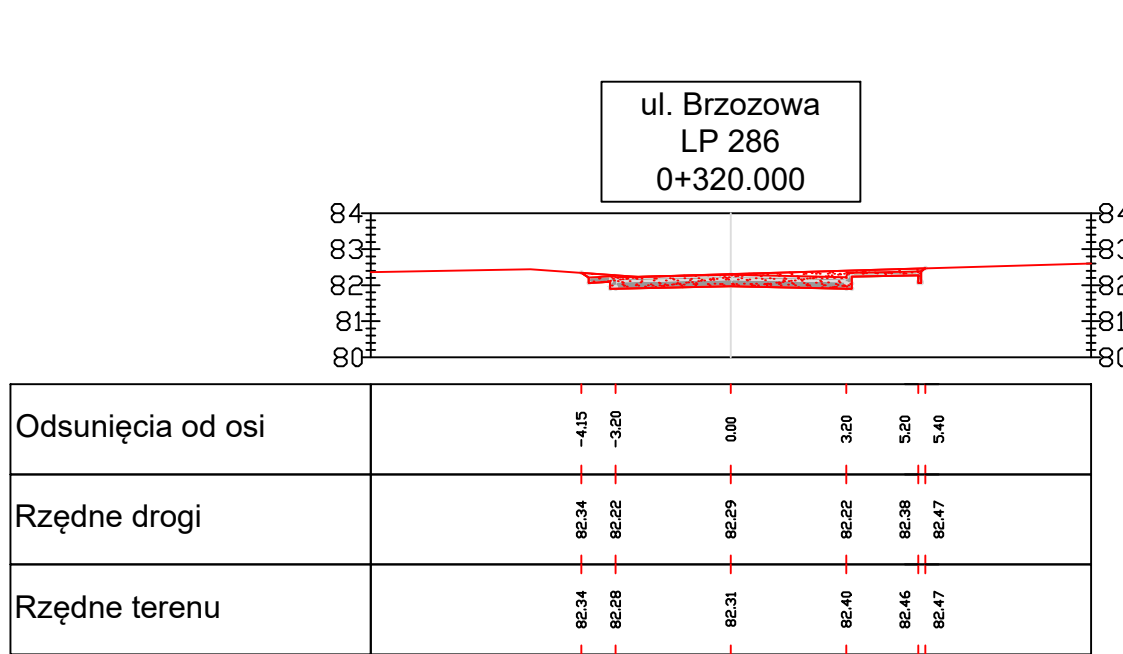 ul. Brzozowa
LP 286
0+320.000
84 84
83 83
82 82
81 81
80 80
Odsunięcia od osi -4.15 -3.20 0.00 3.20 5.20 5.40
Rzędne drogi 82.34 82.22 82.29 82.22 82.38 82.47
Rzędne terenu 82.34 82.28 82.31 82.40 82.46 82.47